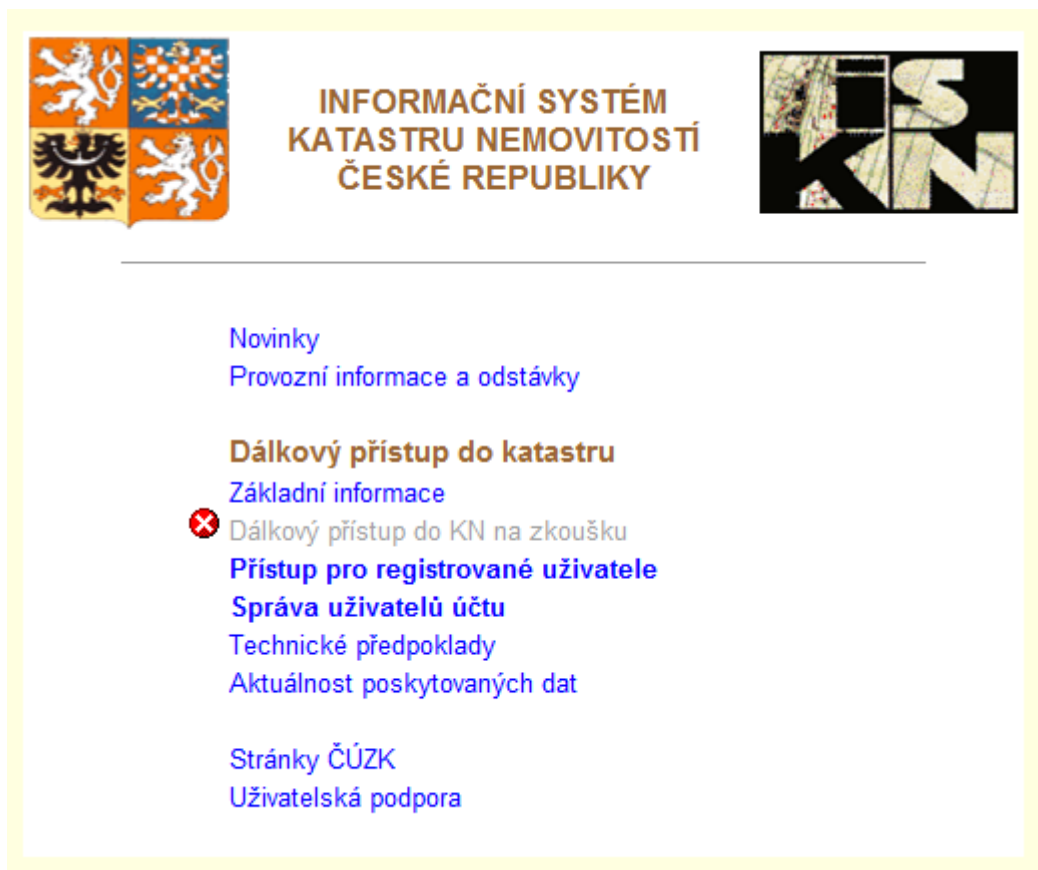 INFORMAČNÍ SYSTÉM
KATASTRU NEMOVITOSTÍ
ČESKÉ REPUBLIKY
iS
KN
Novinky
Provozní informace a odstávky
Dálkový přístup do katastru
Základní informace
Dálkový přístup do KN na zkoušku
Přístup pro registrované uživatele
Správa uživatelů účtu
Technické předpoklady
Aktuálnost poskytovaných dat
Stránky ČÚZK
Uživatelská podpora